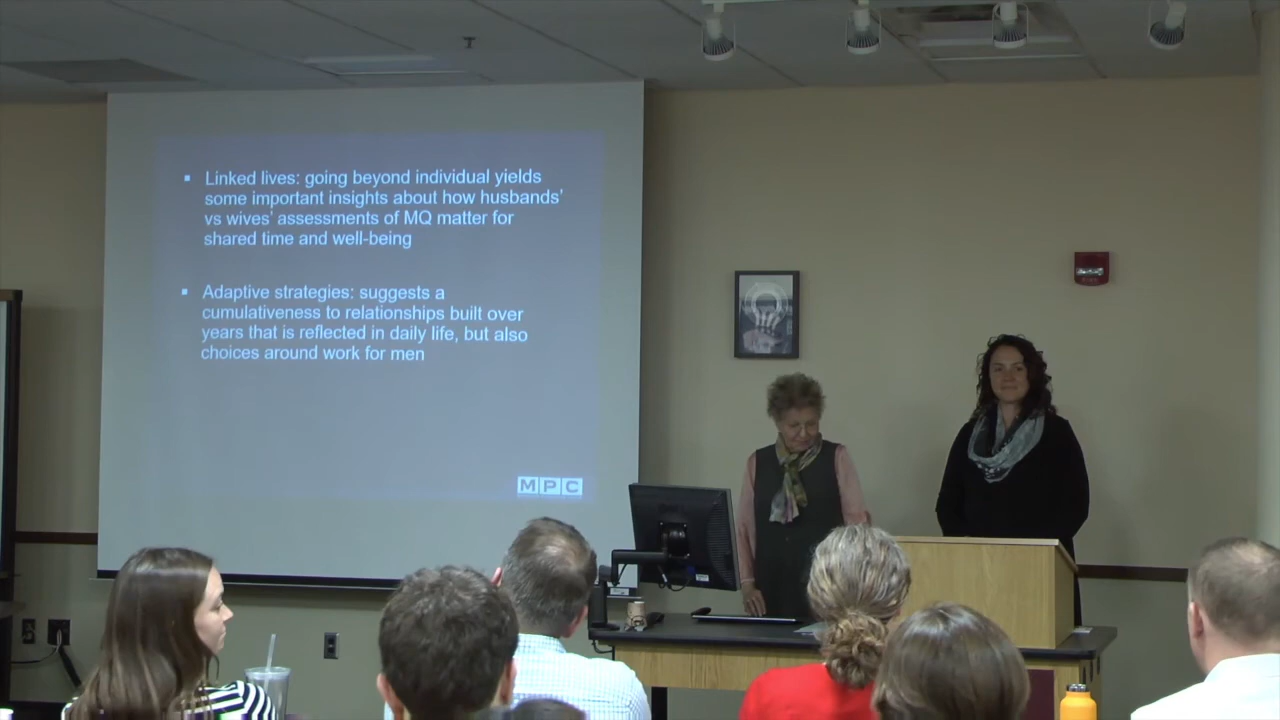 ▪ Linked lives: going beyond individual yields
some important insights about how husbands’
vs wives’ assessments of MQ matter for
shared time and well-being
▪ Adaptive strategies: suggests a
cumulativeness to relationships built over
years that is reflected in daily life, but also
choices around work for men
MPC